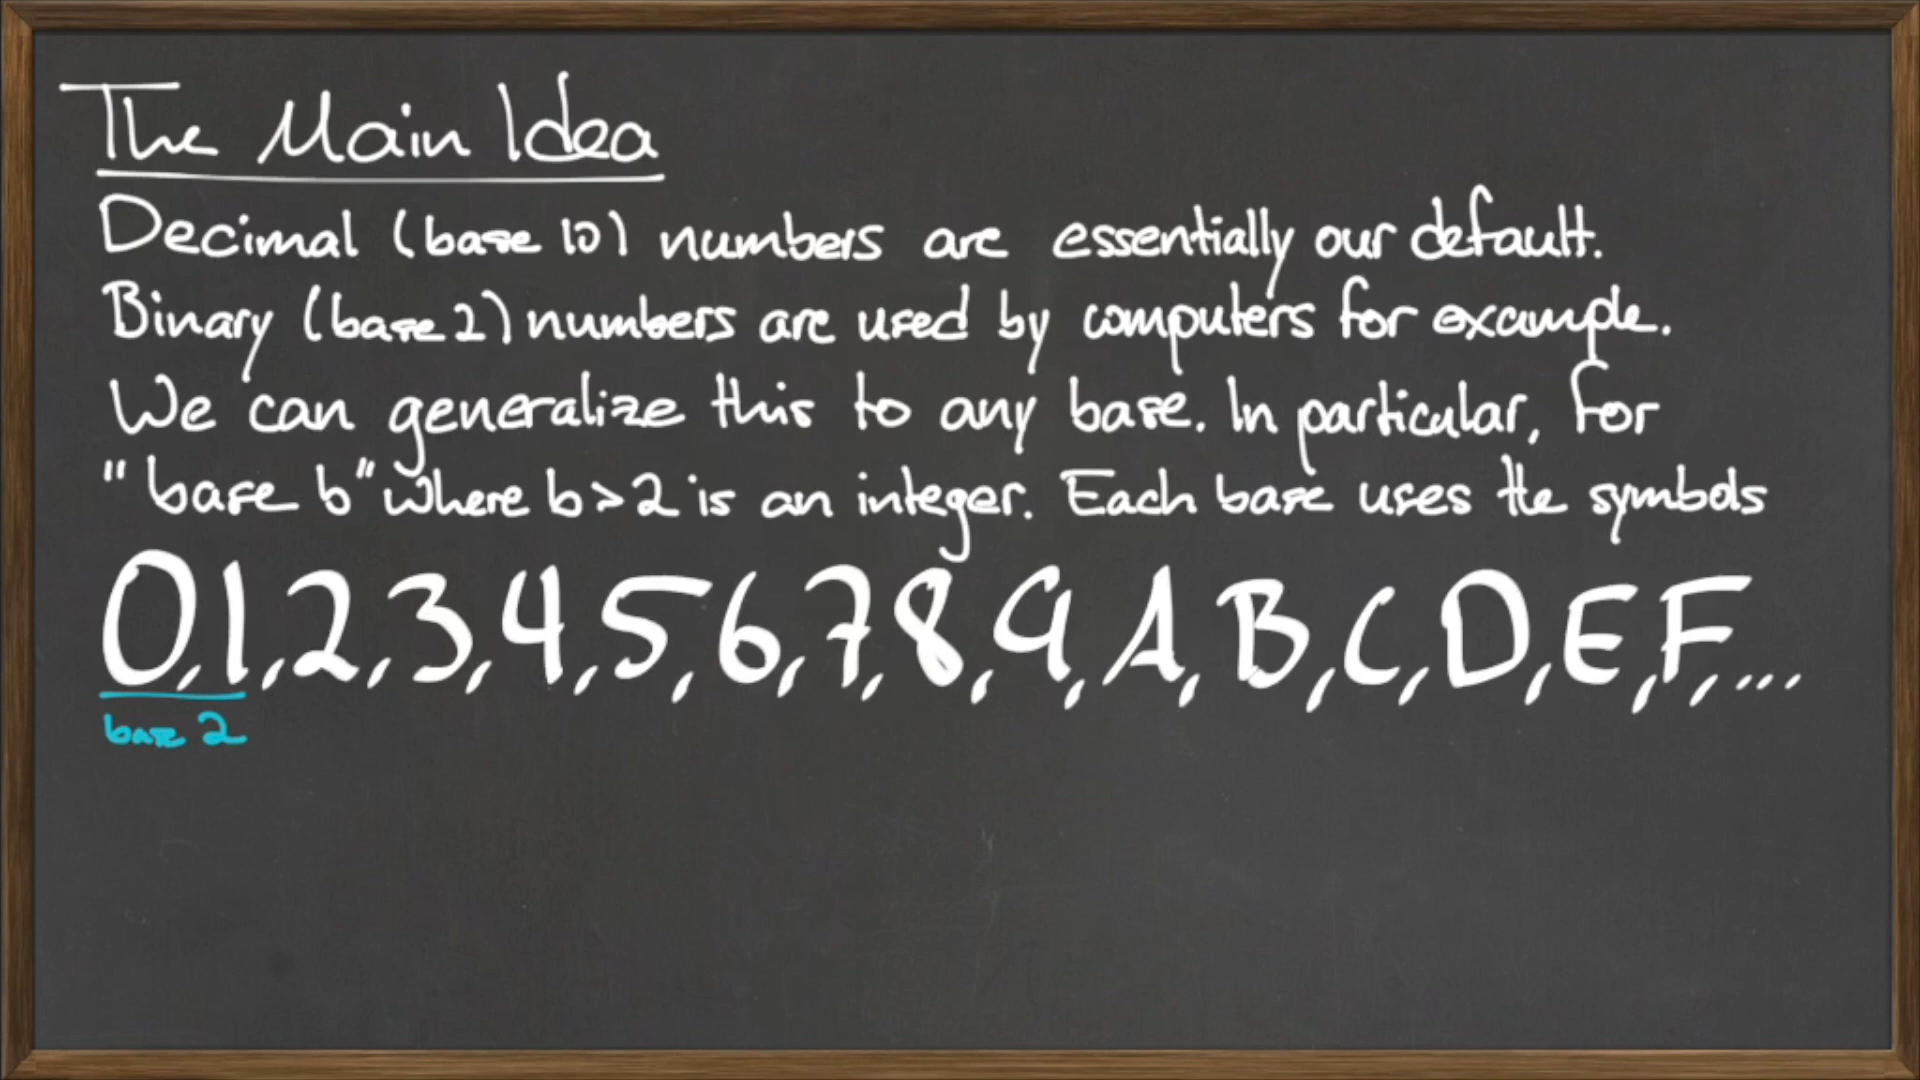 The Main Idea
Decimal (base 10) numbers are essentially our default.
Binary (base 2) numbers are used by computers for example.
We can generalize this to any base. In particular, for
"base b" where b>2 is an integer. Each base uses the symbols
0,1,2,3,4,5,6,7,8,9,A,B,C,D,E,F,...
base 2